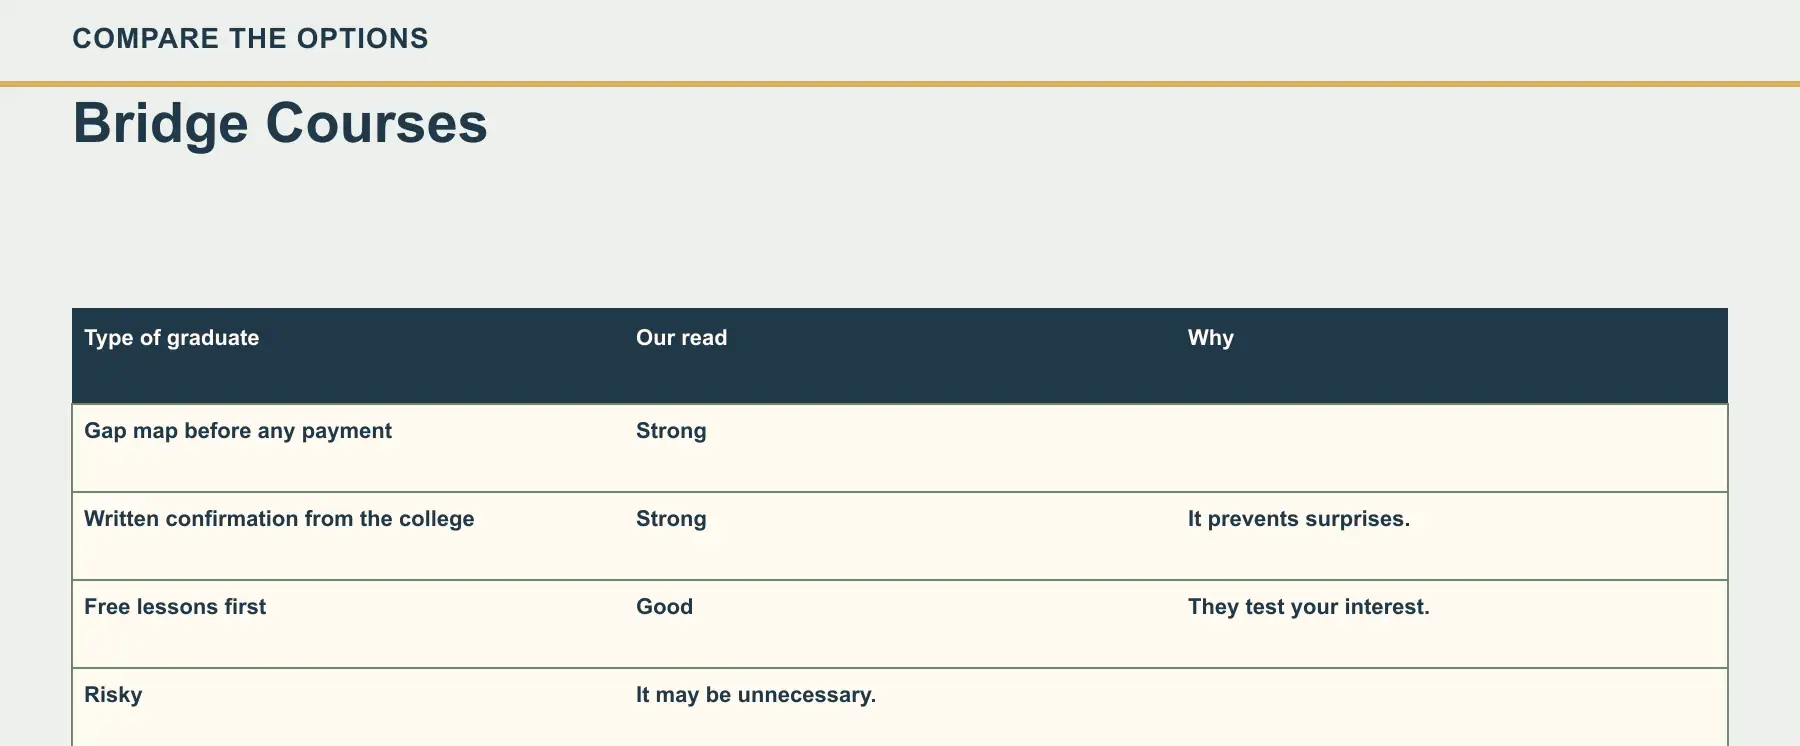 COMPARE THE OPTIONS
Bridge Courses
Type of graduate Our read Why
Gap map before any payment Strong
Written confirmation from the college Strong It prevents surprises.
Free lessons first Good They test your interest.
Risky It may be unnecessary.